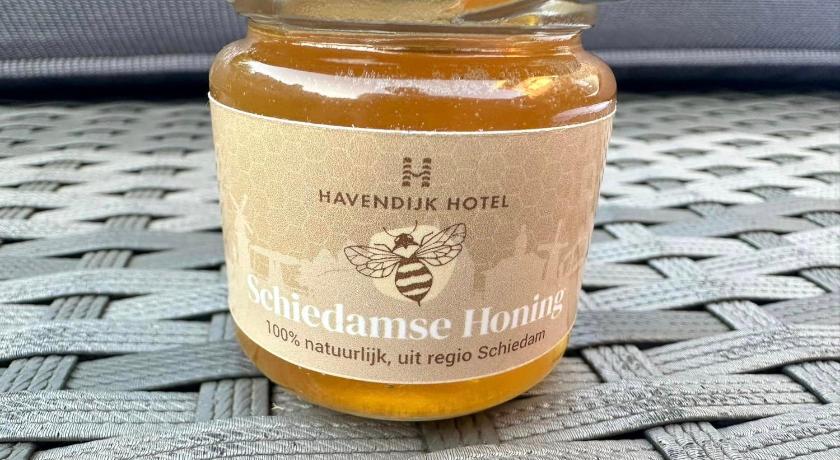 H
HAVENDIJK HOTEL
Schiedamse Honing
100% natuurlijk, uit regio Schiedam